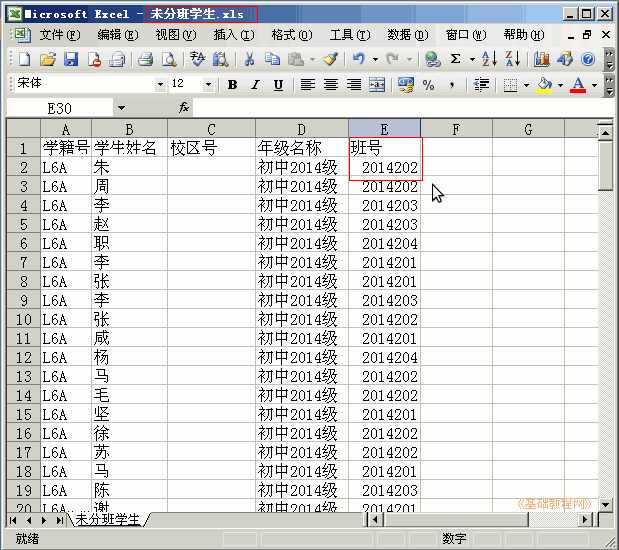 Microsoft Excel - 未分班学生.xls
文件(F) 编辑(E) 视图(V) 插入(I) 格式(O) 工具(T) 数据(D) 窗口(W) 帮助(H)
宋体 12 B I U
E30 fx
A B C D E F G
1 学籍号 学生姓名 校区号 年级名称 班号
2 L6A 朱 初中2014级 2014202
3 L6A 周 初中2014级 2014202
4 L6A 李 初中2014级 2014203
5 L6A 赵 初中2014级 2014203
6 L6A 职 初中2014级 2014204
7 L6A 李 初中2014级 2014201
8 L6A 张 初中2014级 2014201
9 L6A 李 初中2014级 2014203
10 L6A 张 初中2014级 2014202
11 L6A 咸 初中2014级 2014201
12 L6A 杨 初中2014级 2014204
13 L6A 马 初中2014级 2014202
14 L6A 毛 初中2014级 2014202
15 L6A 坚 初中2014级 2014201
16 L6A 徐 初中2014级 2014202
17 L6A 苏 初中2014级 2014202
18 L6A 马 初中2014级 2014201
19 L6A 陈 初中2014级 2014203
20 L6A 谢 初中2014级 2014201
《基础教程网》
未分班学生
就绪 数字